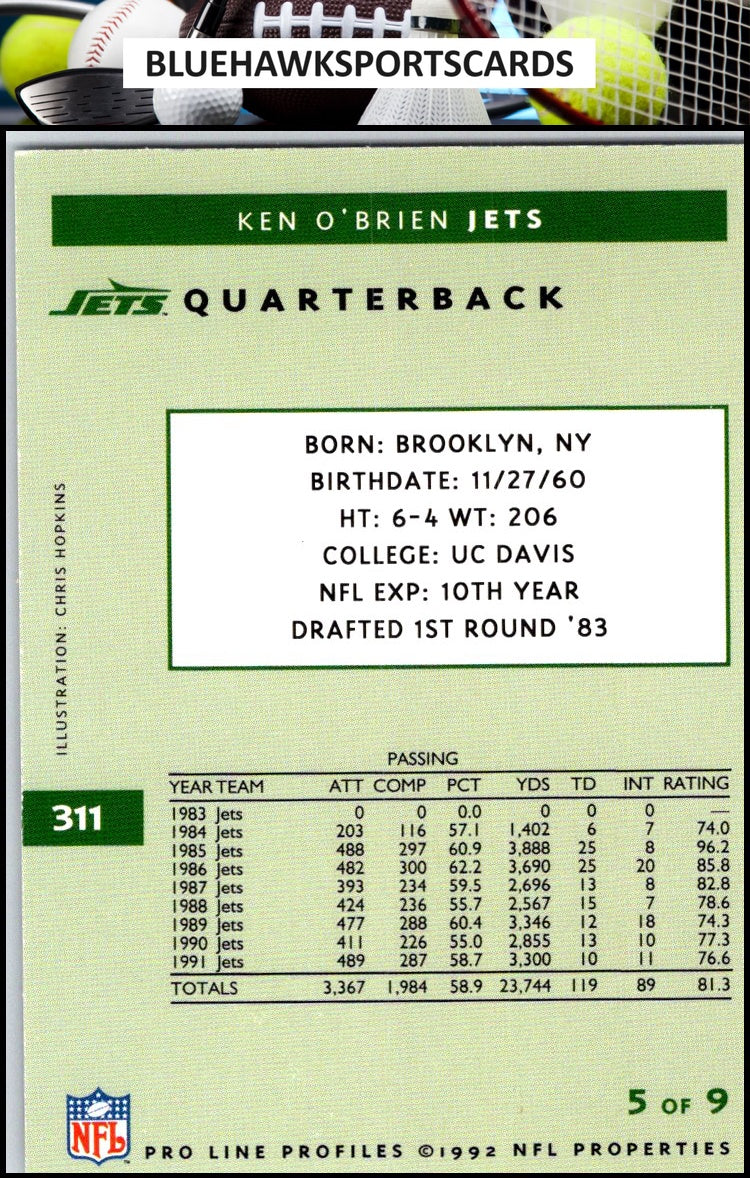 BLUEHAWKSPORTSCARDS
KEN O'BRIEN JETS
JETS QUARTERBACK
BORN: BROOKLYN, NY
BIRTHDATE: 11/27/60
HT: 6-4 WT: 206
COLLEGE: UC DAVIS
NFL EXP: 10TH YEAR
DRAFTED 1ST ROUND '83
ILLUSTRATION: CHRIS HOPKINS
311
PASSING
YEAR TEAM ATT COMP PCT YDS TD INT RATING
1983 Jets 0 0 0.0 0 0 0 —
1984 Jets 203 116 57.1 1,402 6 7 74.0
1985 Jets 488 297 60.9 3,888 25 8 96.2
1986 Jets 482 300 62.2 3,690 25 20 85.8
1987 Jets 393 234 59.5 2,696 13 8 82.8
1988 Jets 424 236 55.7 2,567 15 7 78.6
1989 Jets 477 288 60.4 3,346 12 18 74.3
1990 Jets 411 226 55.0 2,855 13 10 77.3
1991 Jets 489 287 58.7 3,300 10 11 76.6
TOTALS 3,367 1,984 58.9 23,744 119 89 81.3
5 OF 9
NFL PRO LINE PROFILES ©1992 NFL PROPERTIES